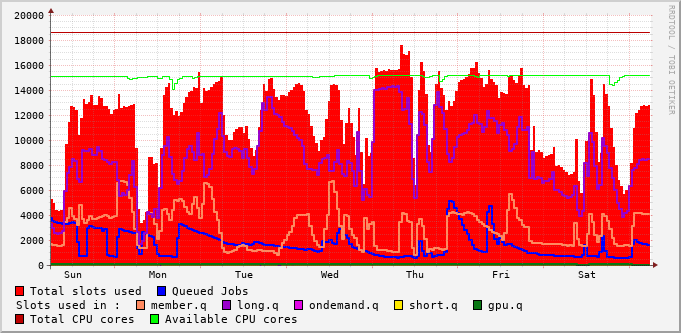 20000
18000
16000
14000
12000
10000
8000
6000
4000
2000
0
Sun Mon Tue Wed Thu Fri Sat
Total slots used Queued Jobs
Slots used in : member.q long.q ondemand.q short.q gpu.q
Total CPU cores Available CPU cores
RRDTOOL / TOBI OETIKER